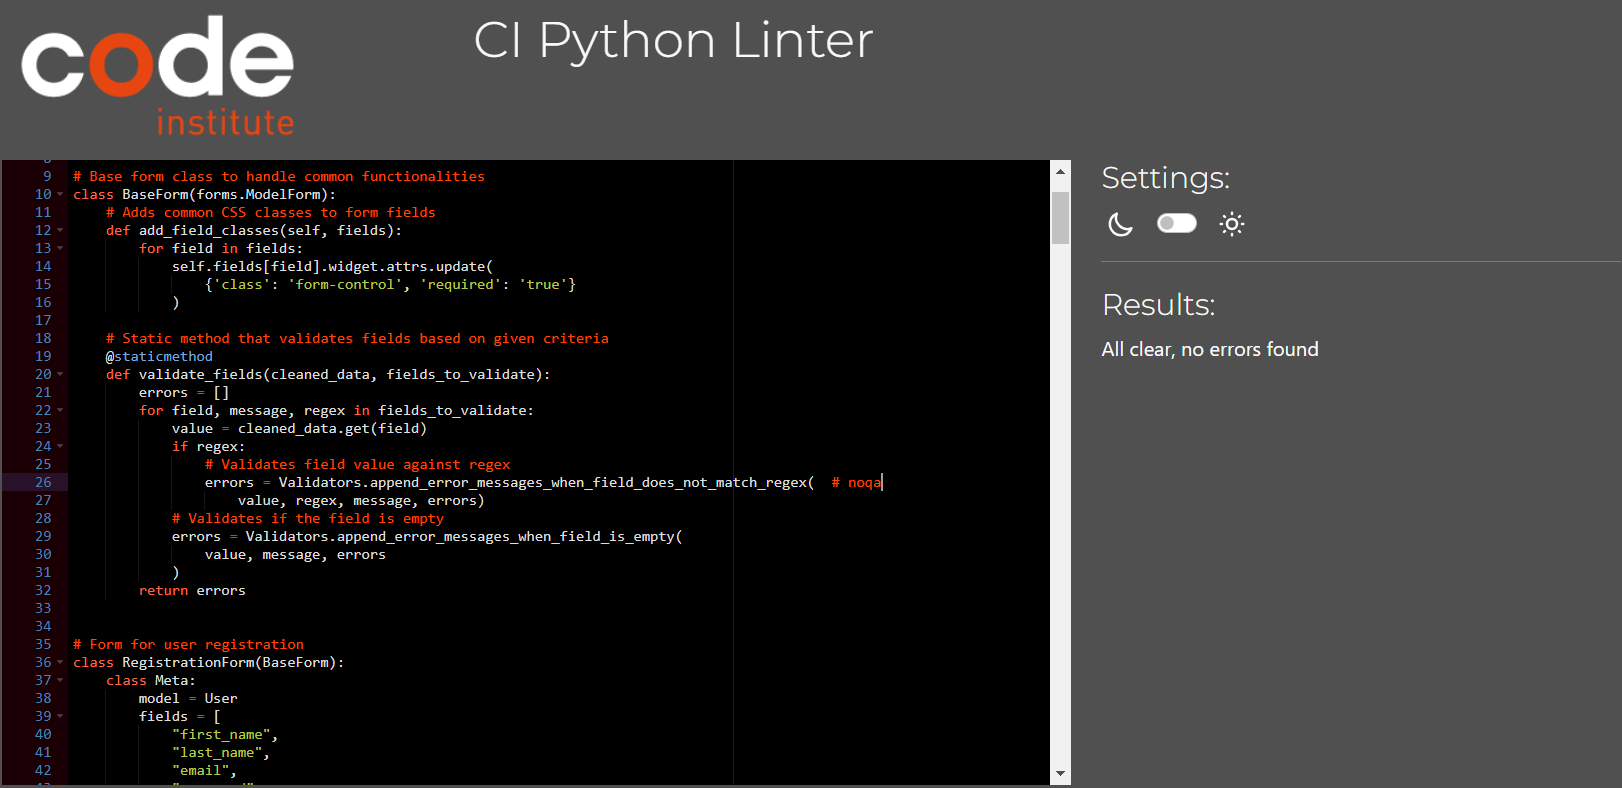 code
institute
CI Python Linter
9 # Base form class to handle common functionalities
10 class BaseForm(forms.ModelForm):
11     # Adds common CSS classes to form fields
12     def add_field_classes(self, fields):
13         for field in fields:
14             self.fields[field].widget.attrs.update(
15                 {'class': 'form-control', 'required': 'true'}
16             )
17
18     # Static method that validates fields based on given criteria
19     @staticmethod
20     def validate_fields(cleaned_data, fields_to_validate):
21         errors = []
22         for field, message, regex in fields_to_validate:
23             value = cleaned_data.get(field)
24             if regex:
25                 # Validates field value against regex
26                 errors = Validators.append_error_messages_when_field_does_not_match_regex(  # noqa
27                     value, regex, message, errors)
28             # Validates if the field is empty
29             errors = Validators.append_error_messages_when_field_is_empty(
30                 value, message, errors
31             )
32         return errors
33
34
35 # Form for user registration
36 class RegistrationForm(BaseForm):
37     class Meta:
38         model = User
39         fields = [
40             "first_name",
41             "last_name",
42             "email",
Settings:
Results:
All clear, no errors found